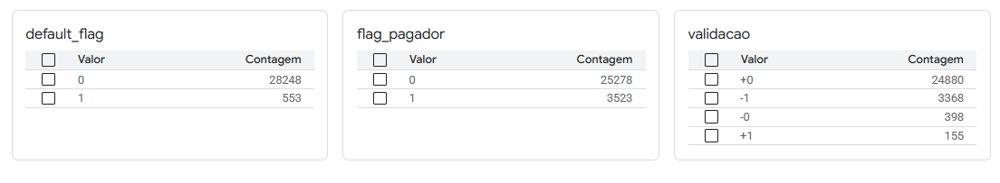 default_flag
Valor Contagem
0 28248
1 553
flag_pagador
Valor Contagem
0 25278
1 3523
validacao
Valor Contagem
+0 24880
-1 3368
-0 398
+1 155